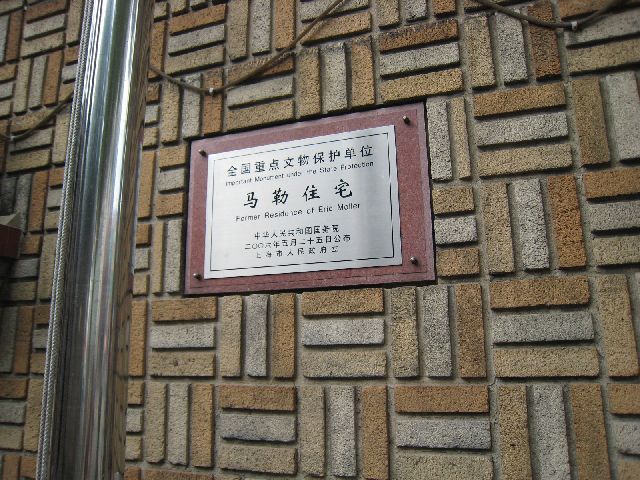 全国重点文物保护单位
Important Monument under the State Protection
马勒住宅
Former Residence of Eric Moller
中华人民共和国国务院
二〇〇六年五月二十五日公布
上海市人民政府立